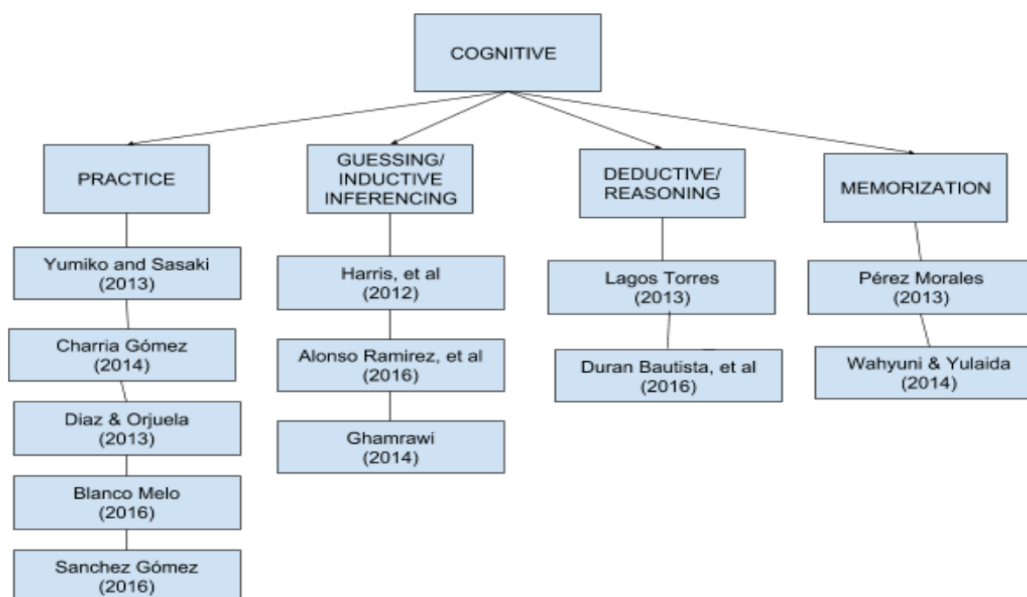 COGNITIVE
PRACTICE
Yumiko and Sasaki
(2013)
Charria Gómez
(2014)
Diaz & Orjuela
(2013)
Blanco Melo
(2016)
Sanchez Gómez
(2016)
GUESSING/
INDUCTIVE
INFERENCING
Harris, et al
(2012)
Alonso Ramirez, et al
(2016)
Ghamrawi
(2014)
DEDUCTIVE/
REASONING
Lagos Torres
(2013)
Duran Bautista, et al
(2016)
MEMORIZATION
Pérez Morales
(2013)
Wahyuni & Yulaida
(2014)